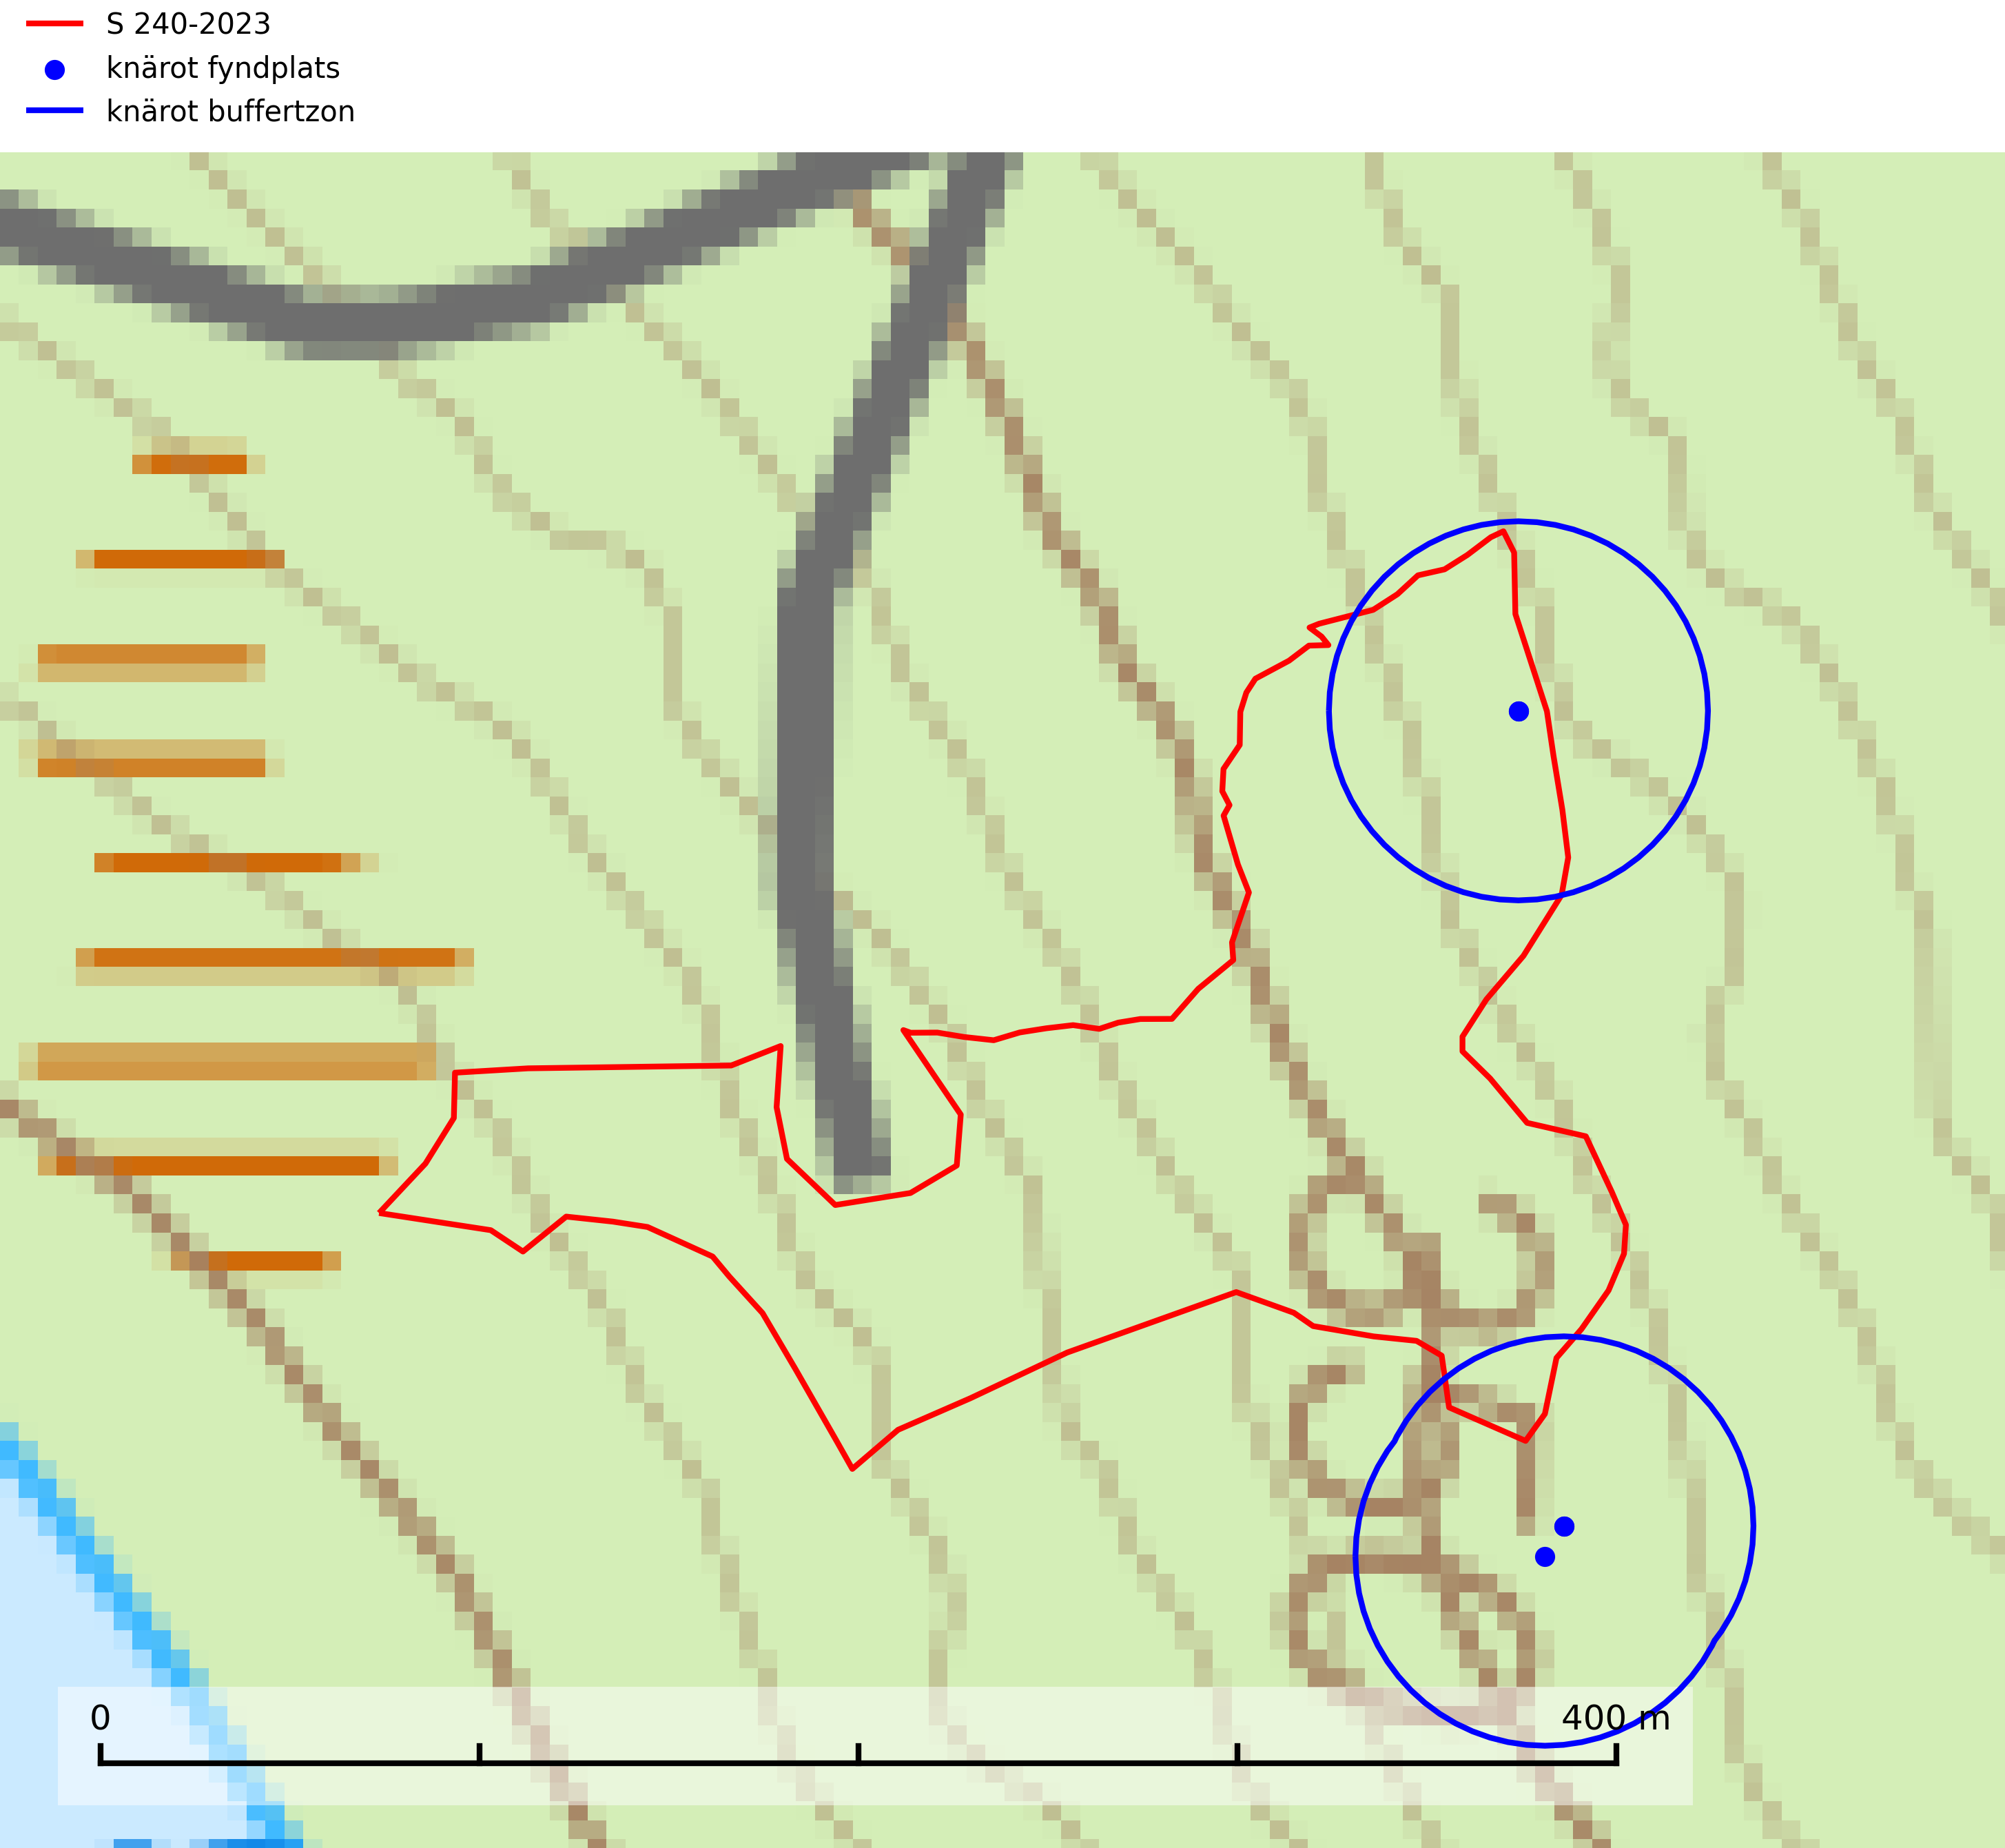 S 240-2023
knärot fyndplats
knärot buffertzon
0 400 m